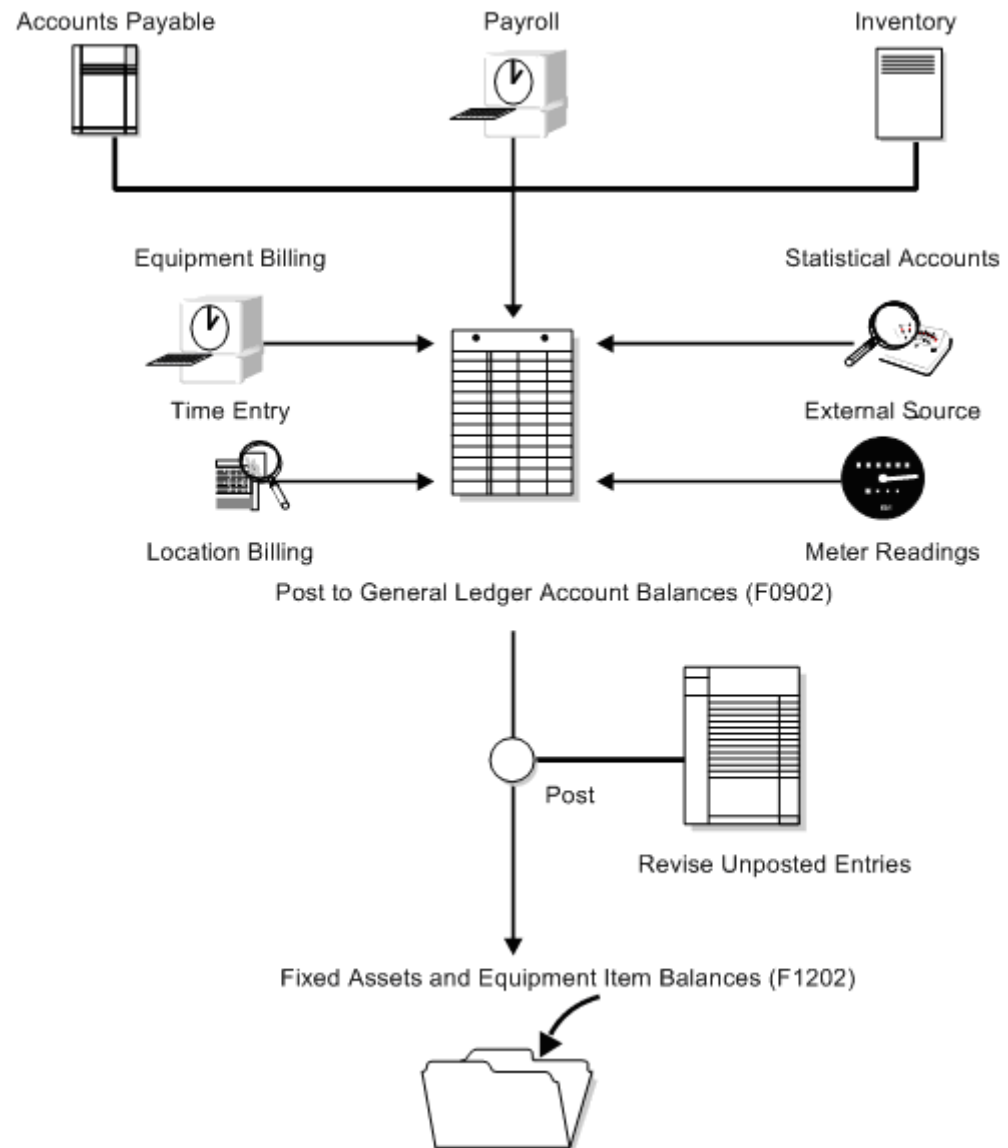 Accounts Payable
Payroll
Inventory
Equipment Billing
Statistical Accounts
Time Entry
External Source
Location Billing
Meter Readings
Post to General Ledger Account Balances (F0902)
Post
Revise Unposted Entries
Fixed Assets and Equipment Item Balances (F1202)